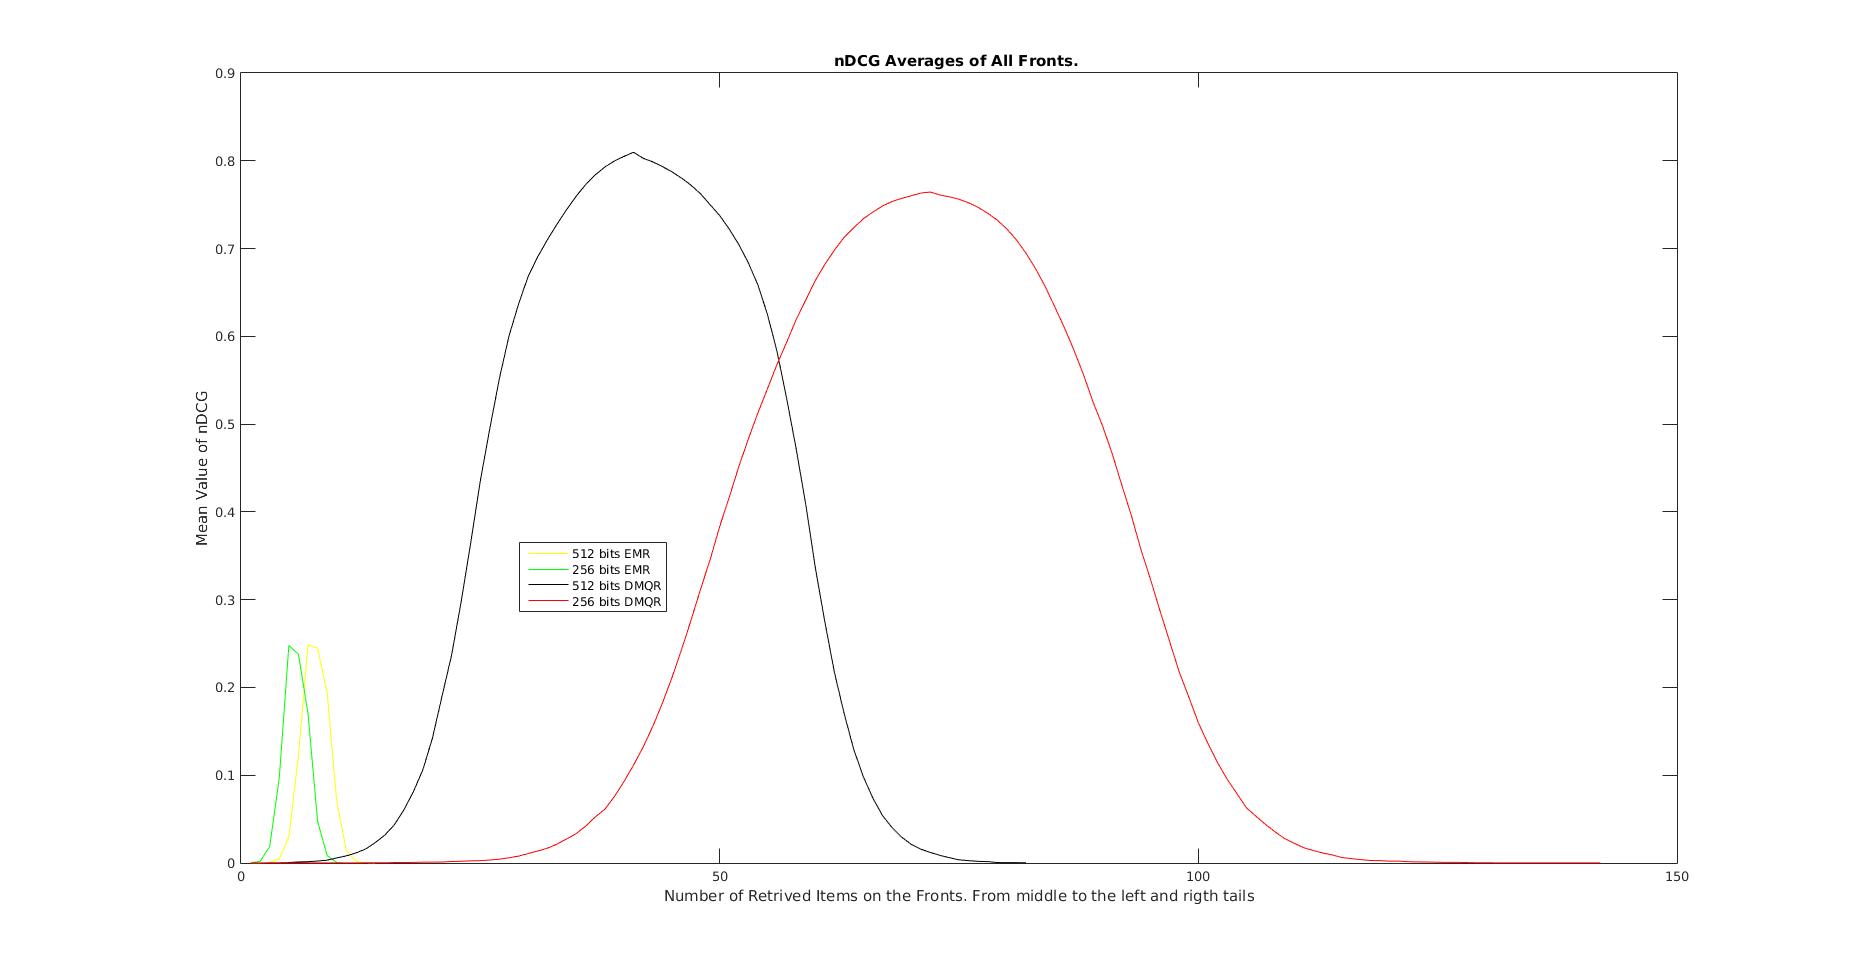 nDCG Averages of All Fronts.
0.9
0.8
0.7
0.6
0.5
0.4
0.3
0.2
0.1
0
Mean Value of nDCG
512 bits EMR
256 bits EMR
512 bits DMQR
256 bits DMQR
0 50 100 150
Number of Retrived Items on the Fronts. From middle to the left and rigth tails